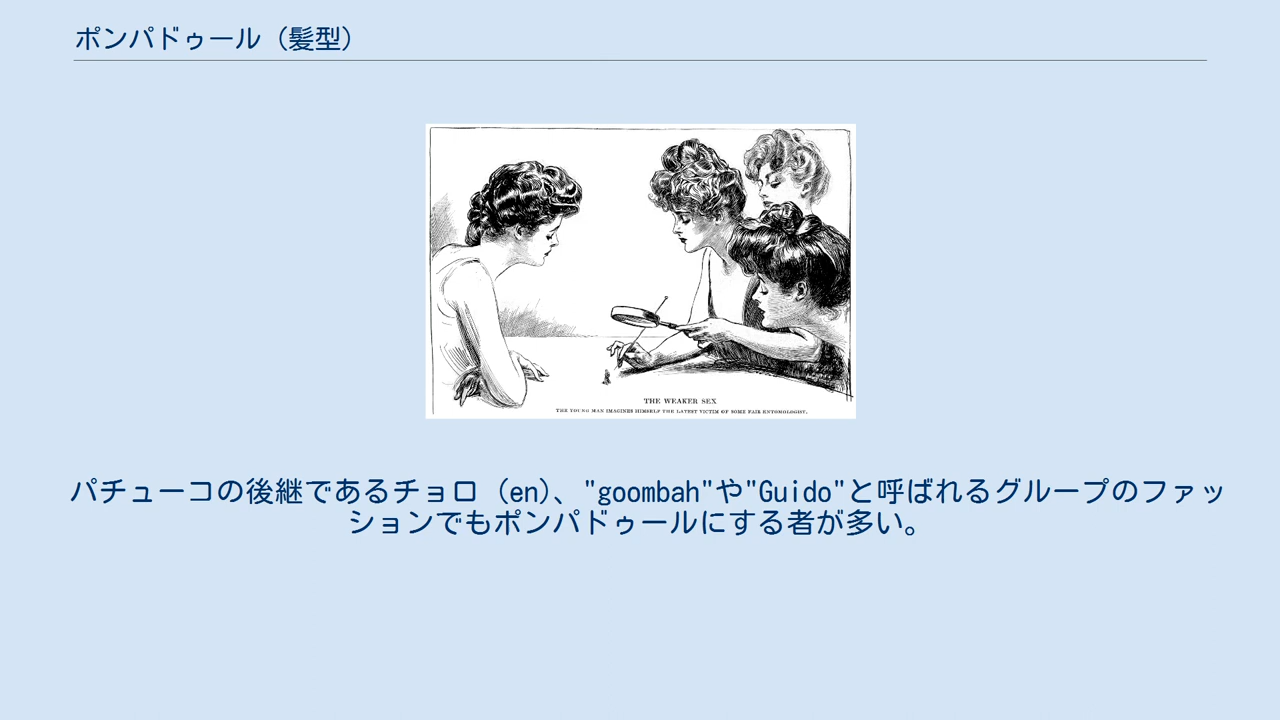 ポンパドゥール（髪型）
THE WEAKER SEX
THE YOUNG MAN IMAGINES HIMSELF THE LATEST VICTIM OF SOME FAIR ENTOMOLOGIST.
パチューコの後継であるチョロ（en）、"goombah"や"Guido"と呼ばれるグループのファッ
ションでもポンパドゥールにする者が多い。